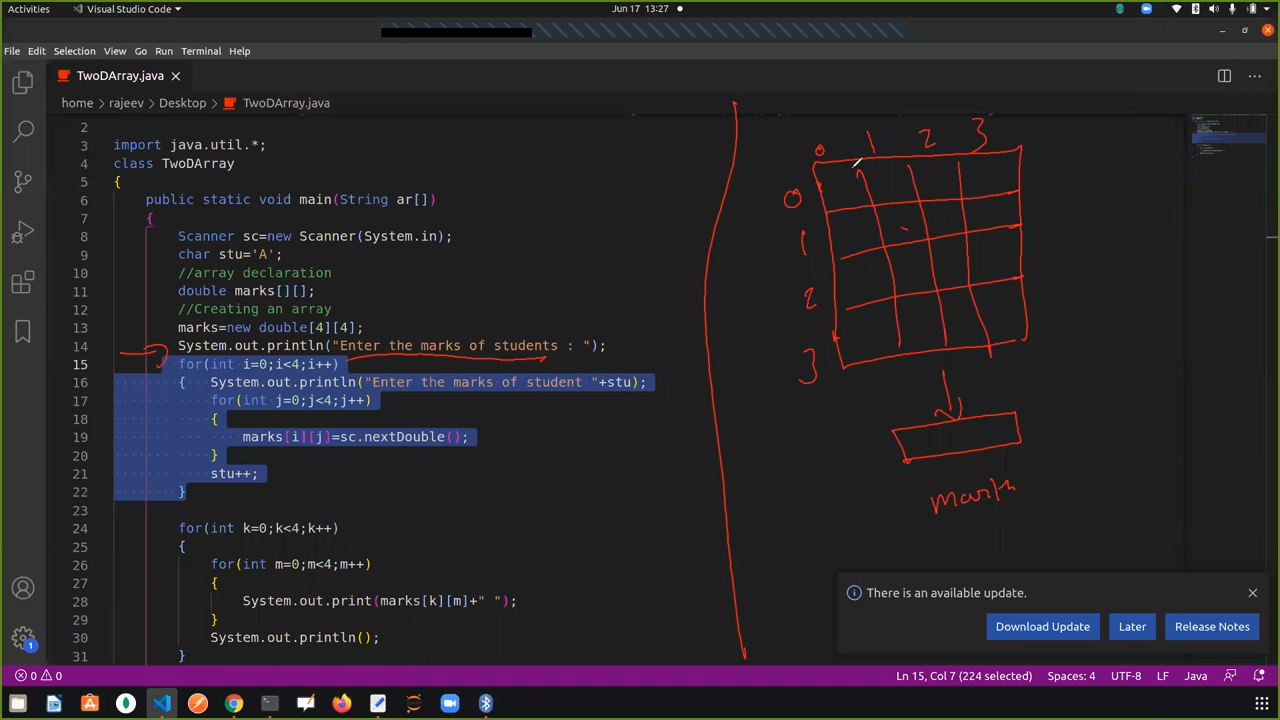 Activities
Visual Studio Code
Jun 17 13:27
File Edit Selection View Go Run Terminal Help
TwoDArray.java
home rajeev Desktop TwoDArray.java
2
3 import java.util.*;
4 class TwoDArray
5 {
6 public static void main(String ar[])
7 {
8 Scanner sc=new Scanner(System.in);
9 char stu='A';
10 //array declaration
11 double marks[][];
12 //Creating an array
13 marks=new double[4][4];
14 System.out.println("Enter the marks of students : ");
15 for(int i=0;i<4;i++)
16 { System.out.println("Enter the marks of student "+stu);
17 for(int j=0;j<4;j++)
18 {
19 marks[i][j]=sc.nextDouble();
20 }
21 stu++;
22 }
23
24 for(int k=0;k<4;k++)
25 {
26 for(int m=0;m<4;m++)
27 {
28 System.out.print(marks[k][m]+" ");
29 }
30 System.out.println();
31 }
0 1 2 3
0
1
2
3
marks
There is an available update.
Download Update Later Release Notes
1
0 0 Ln 15, Col 7 (224 selected) Spaces: 4 UTF-8 LF Java